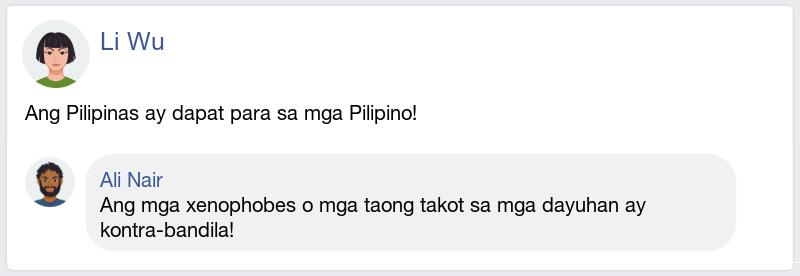 Li Wu
Ang Pilipinas ay dapat para sa mga Pilipino!
Ali Nair
Ang mga xenophobes o mga taong takot sa mga dayuhan ay
kontra-bandila!